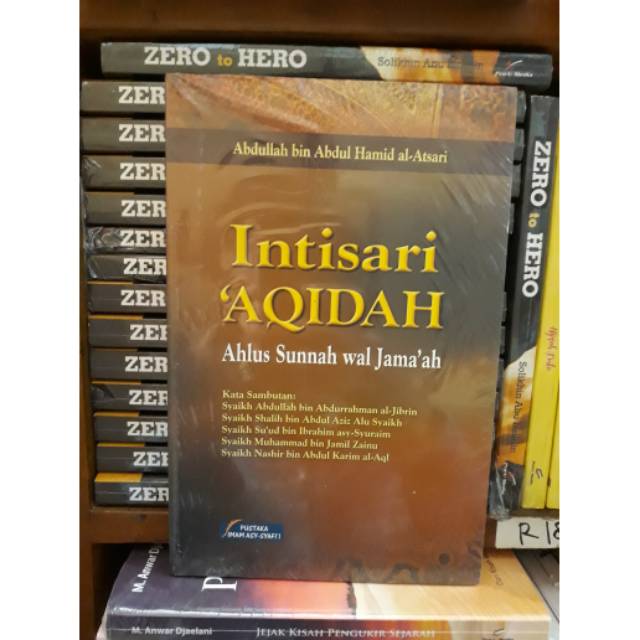 ZERO to HERO
Solikhin Abu
ZER
ZER
ZER
ZER
ZER
ZER
ZER
ZER
ZER
ZER
ZER
ZER
ZER
Abdullah bin Abdul Hamid al-Atsari
Intisari
'AQIDAH
Ahlus Sunnah wal Jama'ah
Kata Sambutan:
Syaikh Abdullah bin Abdurrahman al-Jibrin
Syaikh Shalih bin Abdul Aziz Alu Syaikh
Syaikh Su'ud bin Ibrahim asy-Syuraim
Syaikh Muhammad bin Jamil Zainu
Syaikh Nashir bin Abdul Karim al-Aql
PUSTAKA
IMAM ASY-SYAFI'I
ZERO to HERO
Solikhin Abu
R 18
M. Anwar Dj
P
M. Anwar Djaelani
JEJAK KISAH PENGUKIR SEJARAH